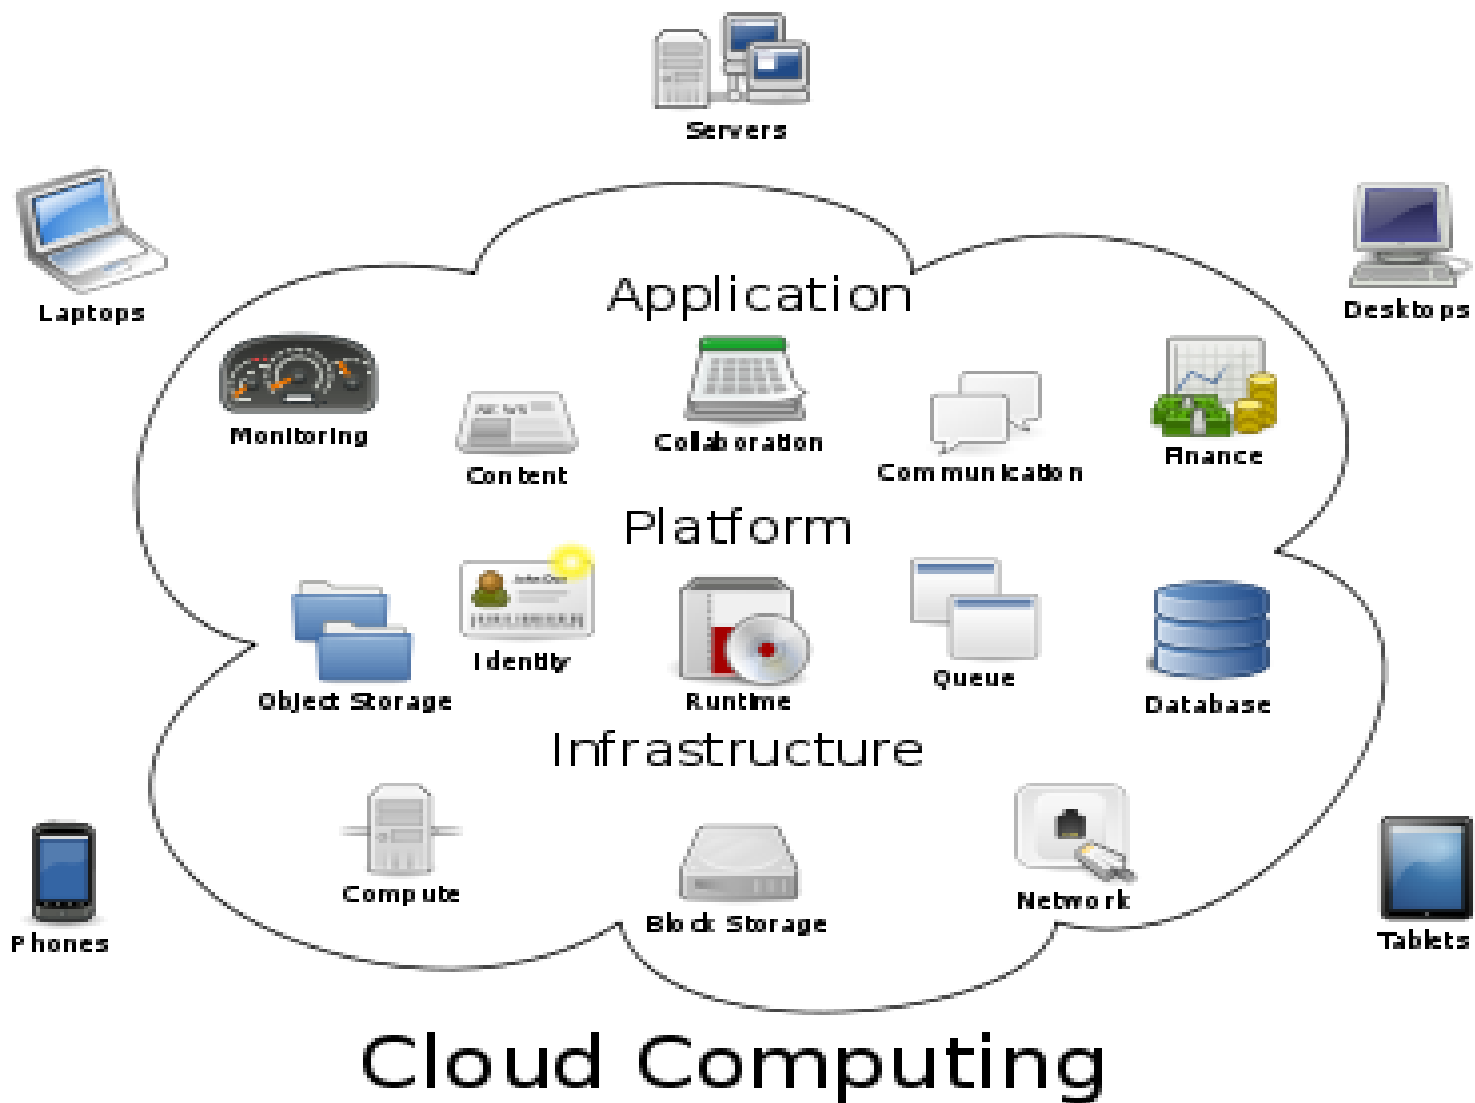 Servers
Laptops
Desktops
Application
Monitoring
Content
NEWS
Collaboration
Communication
Finance
Platform
Object Storage
Identity
Runtime
Queue
Database
Infrastructure
Compute
Block Storage
Network
Phones
Tablets
Cloud Computing